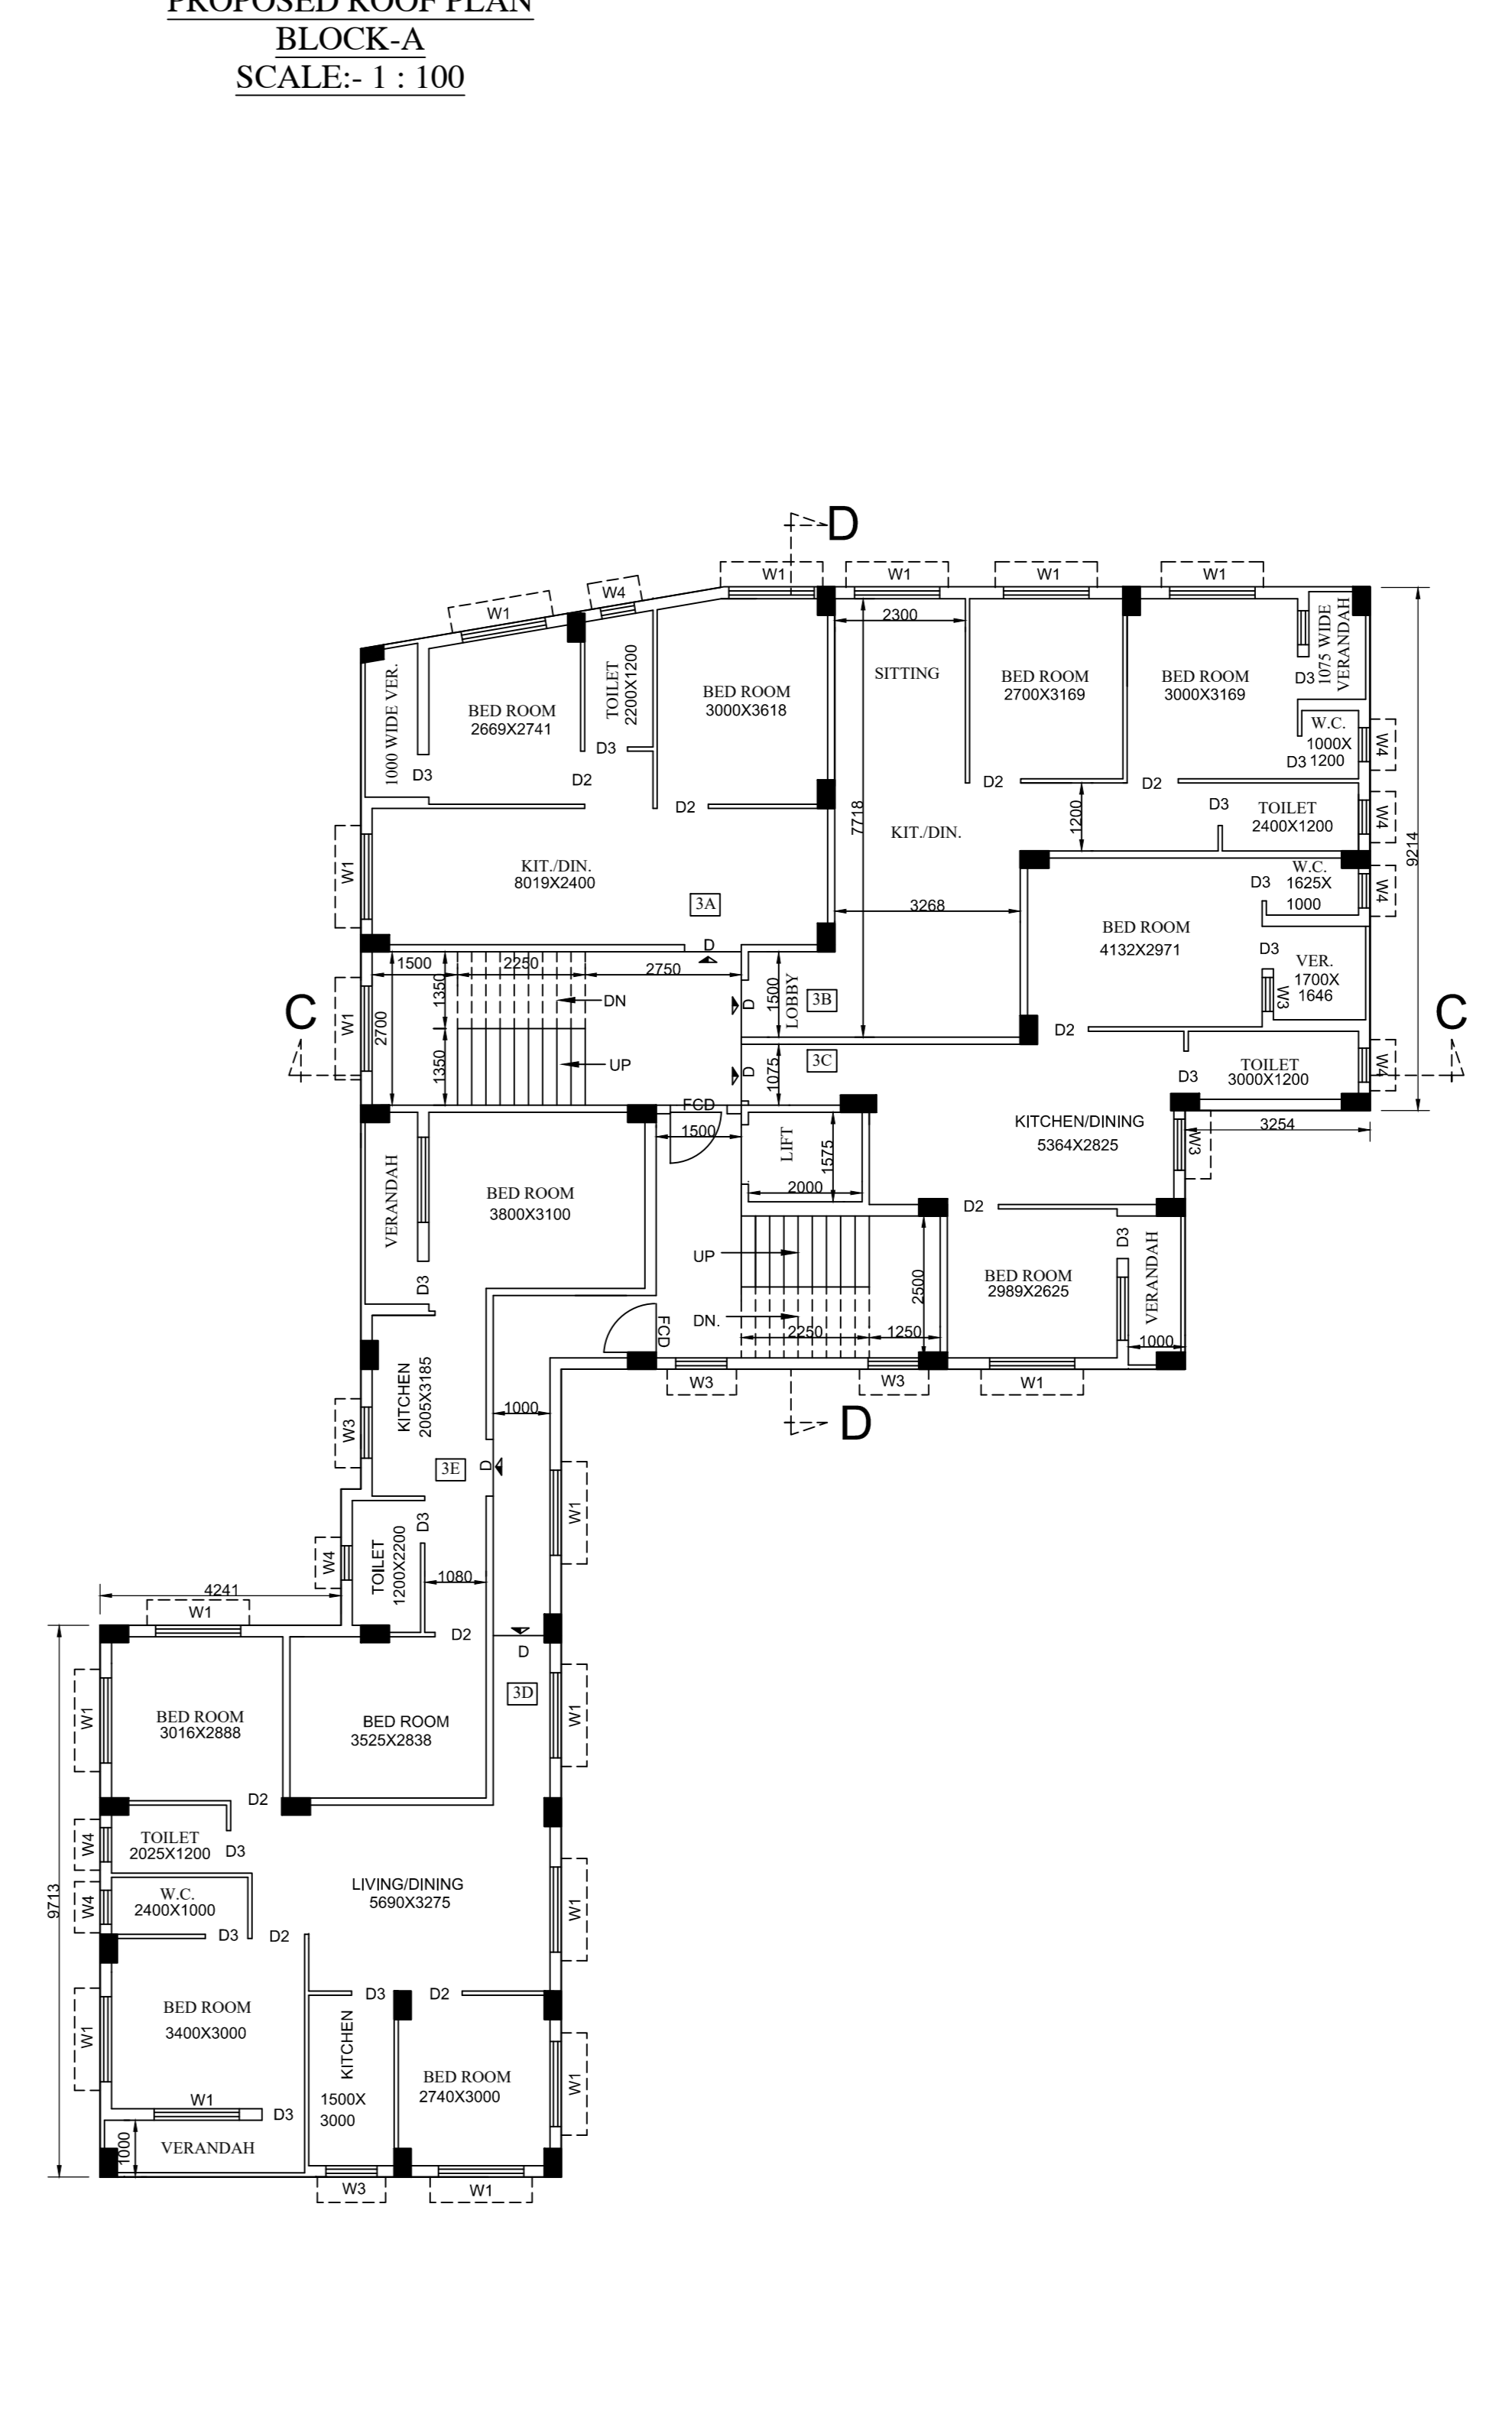 PROPOSED ROOF PLAN
BLOCK-A
SCALE:- 1 : 100
D
W1
W1
W1
W1
W4
W1
2300
1000 WIDE VER.
BED ROOM
2669X2741
TOILET
2200X1200
BED ROOM
3000X3618
SITTING
BED ROOM
2700X3169
BED ROOM
3000X3169
1075 WIDE
VERANDAH
D3
W.C.
1000X
1200
D3
W4
D3
D3
D2
D2
D2
D2
7718
KIT./DIN.
1200
D3
TOILET
2400X1200
W4
9214
W1
KIT./DIN.
8019X2400
3A
3268
D3
W.C.
1625X
1000
W4
BED ROOM
4132X2971
D
D3
VER.
1700X
1646
W3
1500
2250
2750
1350
2700
1350
DN
UP
D
1500
LOBBY
3B
W1
C
C
D2
3C
D
1075
D3
TOILET
3000X1200
W4
FCD
1500
LIFT
1575
2000
KITCHEN/DINING
5364X2825
W3
3254
VERANDAH
BED ROOM
3800X3100
D3
UP
DN.
2250
1250
2500
D2
BED ROOM
2989X2625
D3
VERANDAH
1000
FCD
W3
W3
W1
D
KITCHEN
2005X3185
W3
1000
3E
D
W1
D3
TOILET
1200X2200
W4
1080
4241
W1
D2
D
3D
W1
BED ROOM
3016X2888
BED ROOM
3525X2838
W1
D2
TOILET
2025X1200
D3
W4
W.C.
2400X1000
W4
D3
D2
LIVING/DINING
5690X3275
W1
9713
D3
D2
BED ROOM
3400X3000
W1
KITCHEN
1500X
3000
BED ROOM
2740X3000
W1
W1
D3
1000
VERANDAH
W3
W1